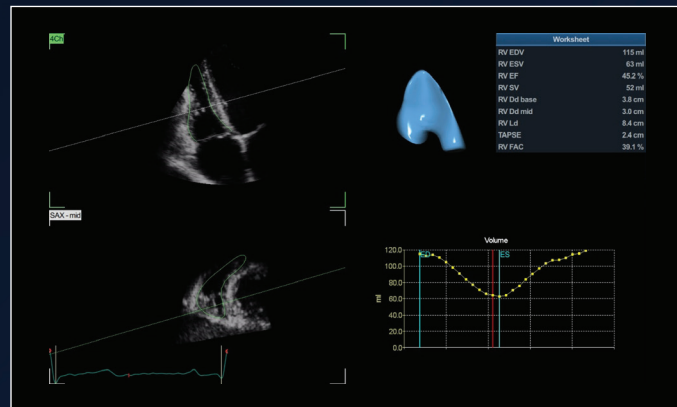 4Ch
Worksheet
RV EDV 115 ml
RV ESV 63 ml
RV EF 45.2 %
RV SV 52 ml
RV Dd base 3.8 cm
RV Dd mid 3.0 cm
RV Ld 8.4 cm
TAPSE 2.4 cm
RV FAC 39.1 %
SAX - mid
Volume
120.0
ED
ES
100.0
80.0
ml
60.0
40.0
20.0
0.0